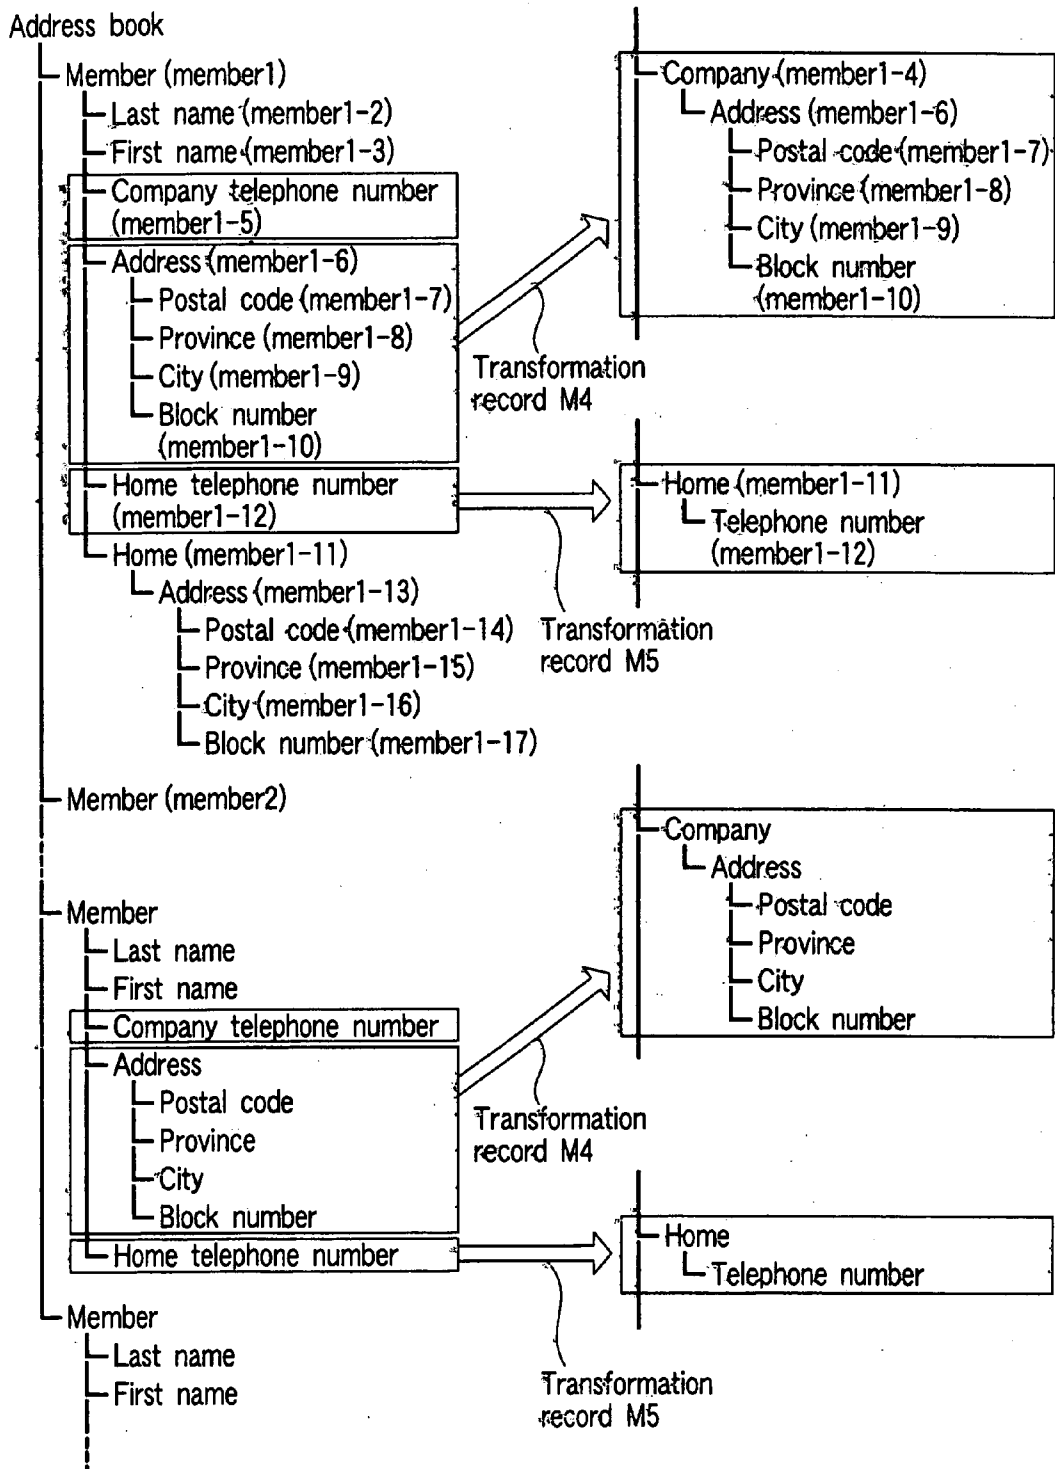 Address book
Member (member1)
Last name (member1-2)
First name (member1-3)
Company telephone number
(member1-5)
Address (member1-6)
Postal code (member1-7)
Province (member1-8)
City (member1-9)
Block number
(member1-10)
Home telephone number
(member1-12)
Home (member1-11)
Address (member1-13)
Postal code (member1-14)
Province (member1-15)
City (member1-16)
Block number (member1-17)
Company (member1-4)
Address (member1-6)
Postal code (member1-7)
Province (member1-8)
City (member1-9)
Block number
(member1-10)
Transformation
record M4
Home (member1-11)
Telephone number
(member1-12)
Transformation
record M5
Member (member2)
Member
Last name
First name
Company telephone number
Address
Postal code
Province
City
Block number
Home telephone number
Company
Address
Postal code
Province
City
Block number
Transformation
record M4
Home
Telephone number
Transformation
record M5
Member
Last name
First name